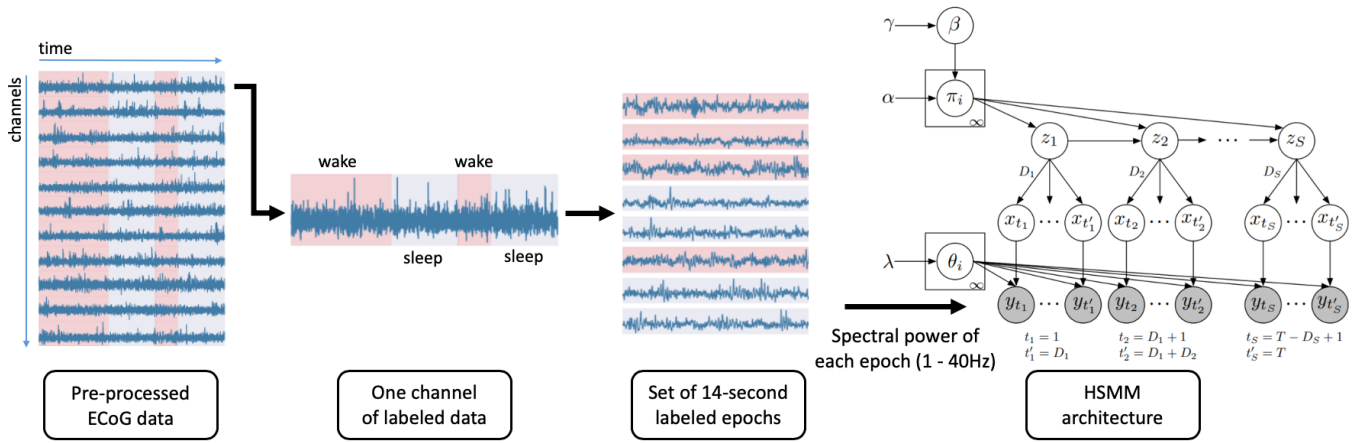 time
channels
wake
wake
sleep
sleep
Spectral power of
each epoch (1 - 40Hz)
γ
β
α
π_i
∞
z_1
z_2
⋯
z_S
D_1
D_2
D_S
x_{t_1} ⋯ x_{t'_1} x_{t_2} ⋯ x_{t'_2} x_{t_S} ⋯ x_{t'_S}
λ
θ_i
∞
y_{t_1} ⋯ y_{t'_1} y_{t_2} ⋯ y_{t'_2} y_{t_S} ⋯ y_{t'_S}
t_1 = 1
t'_1 = D_1
t_2 = D_1 + 1
t'_2 = D_1 + D_2
t_S = T − D_S + 1
t'_S = T
Pre-processed
ECoG data
One channel
of labeled data
Set of 14-second
labeled epochs
HSMM
architecture